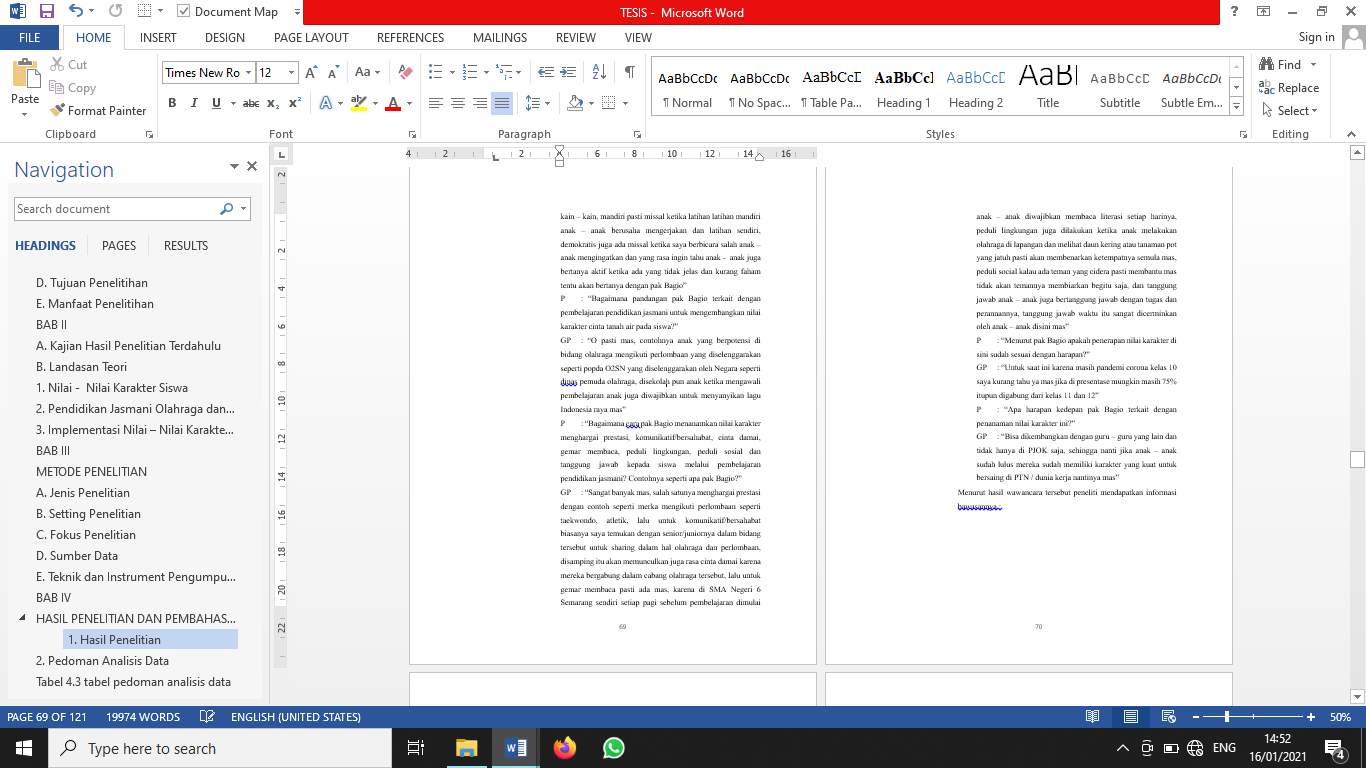 Document Map
TESIS - Microsoft Word
FILE
HOME
INSERT
DESIGN
PAGE LAYOUT
REFERENCES
MAILINGS
REVIEW
VIEW
Sign in
Paste
Cut
Copy
Format Painter
Clipboard
Times New Ro
12
Font
Paragraph
AaBbCcDc
¶ Normal
AaBbCcDc
¶ No Spac...
AaBbCcD
¶ Table Pa...
AaBbCc
Heading 1
AaBbCcD
Heading 2
AaB
Title
AaBbCcD
Subtitle
AaBbCcDc
Subtle Em...
Styles
Find
Replace
Select
Editing
Navigation
Search document
HEADINGS
PAGES
RESULTS
D. Tujuan Penelitihan
E. Manfaat Penelitihan
BAB II
A. Kajian Hasil Penelitian Terdahulu
B. Landasan Teori
1. Nilai - Nilai Karakter Siswa
2. Pendidikan Jasmani Olahraga dan...
3. Implementasi Nilai – Nilai Karakte...
BAB III
METODE PENELITIAN
A. Jenis Penelitian
B. Setting Penelitian
C. Fokus Penelitian
D. Sumber Data
E. Teknik dan Instrument Pengumpu...
BAB IV
HASIL PENELITIAN DAN PEMBAHAS...
1. Hasil Penelitian
2. Pedoman Analisis Data
Tabel 4.3 tabel pedoman analisis data
kain – kain, mandiri pasti missal ketika latihan latihan mandiri
anak – anak berusaha mengerjakan dan latihan sendiri,
demokratis juga ada missal ketika saya berbicara salah anak –
anak mengingatkan dan yang rasa ingin tahu anak - anak juga
bertanya aktif ketika ada yang tidak jelas dan kurang faham
tentu akan bertanya dengan pak Bagio”
P : “Bagaimana pandangan pak Bagio terkait dengan
pembelajaran pendidikan jasmani untuk mengembangkan nilai
karakter cinta tanah air pada siswa?”
GP : “O pasti mas, contohnya anak yang berpotensi di
bidang olahraga mengikuti perlombaan yang diselenggarakan
seperti popda O2SN yang diselenggarakan oleh Negara seperti
dinas pemuda olahraga, disekolah pun anak ketika mengawali
pembelajaran anak juga diwajibkan untuk menyanyikan lagu
Indonesia raya mas”
P : “Bagaimana cara pak Bagio menanamkan nilai karakter
menghargai prestasi, komunikatif/bersahabat, cinta damai,
gemar membaca, peduli lingkungan, peduli sosial dan
tanggung jawab kepada siswa melalui pembelajaran
pendidikan jasmani? Contohnya seperti apa pak Bagio?”
GP : “Sangat banyak mas, salah satunya menghargai prestasi
dengan contoh seperti merka mengikuti perlombaan seperti
taekwondo, atletik, lalu untuk komunikatif/bersahabat
biasanya saya temukan dengan senior/juniornya dalam bidang
tersebut untuk sharing dalam hal olahraga dan perlombaan,
disamping itu akan memunculkan juga rasa cinta damai karena
mereka bergabung dalam cabang olahraga tersebut, lalu untuk
gemar membaca pasti ada mas, karena di SMA Negeri 6
Semarang sendiri setiap pagi sebelum pembelajaran dimulai
69
anak – anak diwajibkan membaca literasi setiap harinya,
peduli lingkungan juga dilakukan ketika anak melakukan
olahraga di lapangan dan melihat daun kering atau tanaman pot
yang jatuh pasti akan membenarkan ketempatnya semula mas,
peduli social kalau ada teman yang cidera pasti membantu mas
tidak akan temannya membiarkan begitu saja, dan tanggung
jawab anak – anak juga bertanggung jawab dengan tugas dan
perannannya, tanggung jawab waktu itu sangat dicerminkan
oleh anak – anak disini mas”
P : “Menurut pak Bagio apakah penerapan nilai karakter di
sini sudah sesuai dengan harapan?”
GP : “Untuk saat ini karena masih pandemi corona kelas 10
saya kurang tahu ya mas jika di presentase mungkin masih 75%
itupun digabung dari kelas 11 dan 12”
P : “Apa harapan kedepan pak Bagio terkait dengan
penanaman nilai karakter ini?”
GP : “Bisa dikembangkan dengan guru – guru yang lain dan
tidak hanya di PJOK saja, sehingga nanti jika anak – anak
sudah lulus mereka sudah memiliki karakter yang kuat untuk
bersaing di PTN / dunia kerja nantinya mas”
Menurut hasil wawancara tersebut peneliti mendapatkan informasi
70
PAGE 69 OF 121
19974 WORDS
ENGLISH (UNITED STATES)
50%
Type here to search
ENG
14:52
16/01/2021
4